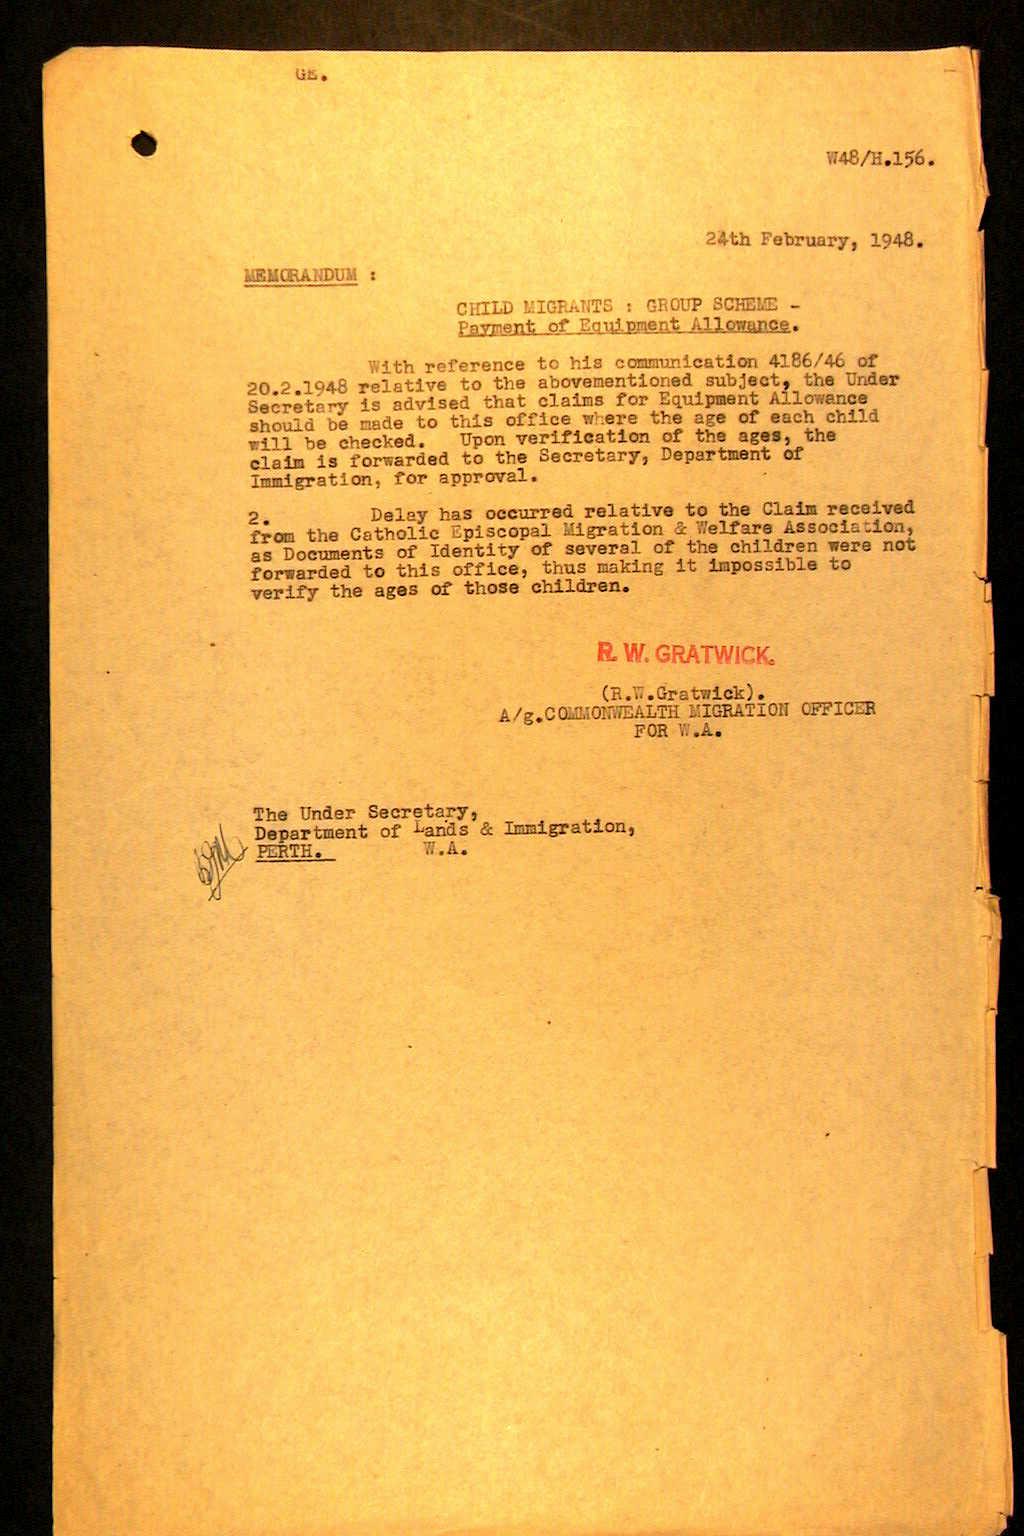 GE.
W48/H.156.
24th February, 1948.
MEMORANDUM :
CHILD MIGRANTS : GROUP SCHEME -
Payment of Equipment Allowance.
With reference to his communication 4186/46 of
20.2.1948 relative to the abovementioned subject, the Under
Secretary is advised that claims for Equipment Allowance
should be made to this office where the age of each child
will be checked. Upon verification of the ages, the
claim is forwarded to the Secretary, Department of
Immigration, for approval.
2. Delay has occurred relative to the Claim received
from the Catholic Episcopal Migration & Welfare Association,
as Documents of Identity of several of the children were not
forwarded to this office, thus making it impossible to
verify the ages of those children.
R. W. GRATWICK.
(R.W.Gratwick).
A/g.COMMONWEALTH MIGRATION OFFICER
FOR W.A.
The Under Secretary,
Department of Lands & Immigration,
PERTH. W.A.